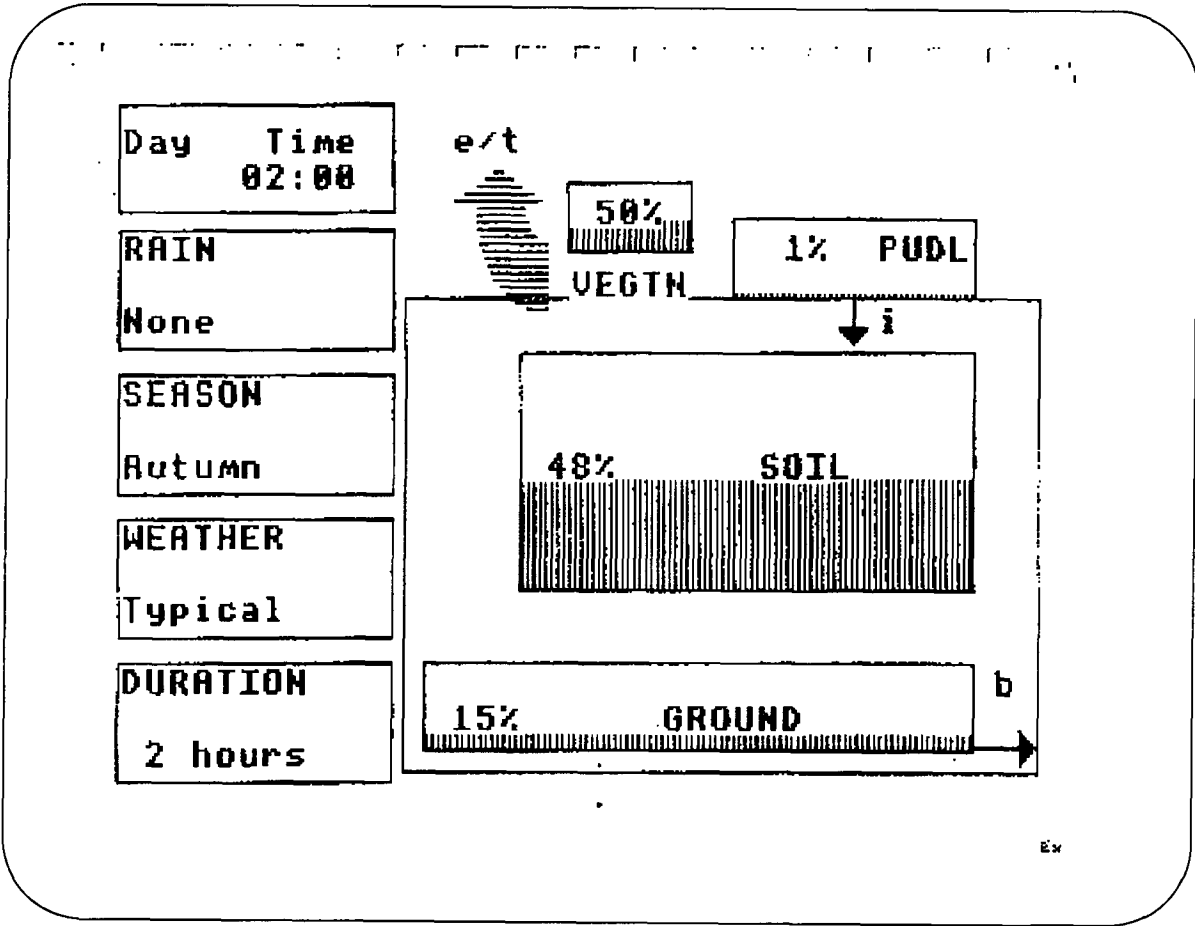 Day Time
02:00
RAIN
None
SEASON
Autumn
WEATHER
Typical
DURATION
2 hours
e/t
50%
VEGTN
1% PUDL
i
48% SOIL
15% GROUND
b